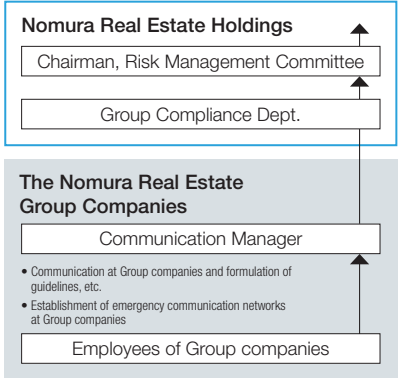 Nomura Real Estate Holdings
Chairman, Risk Management Committee
Group Compliance Dept.
The Nomura Real Estate
Group Companies
Communication Manager
• Communication at Group companies and formulation of
guidelines, etc.
• Establishment of emergency communication networks
at Group companies
Employees of Group companies